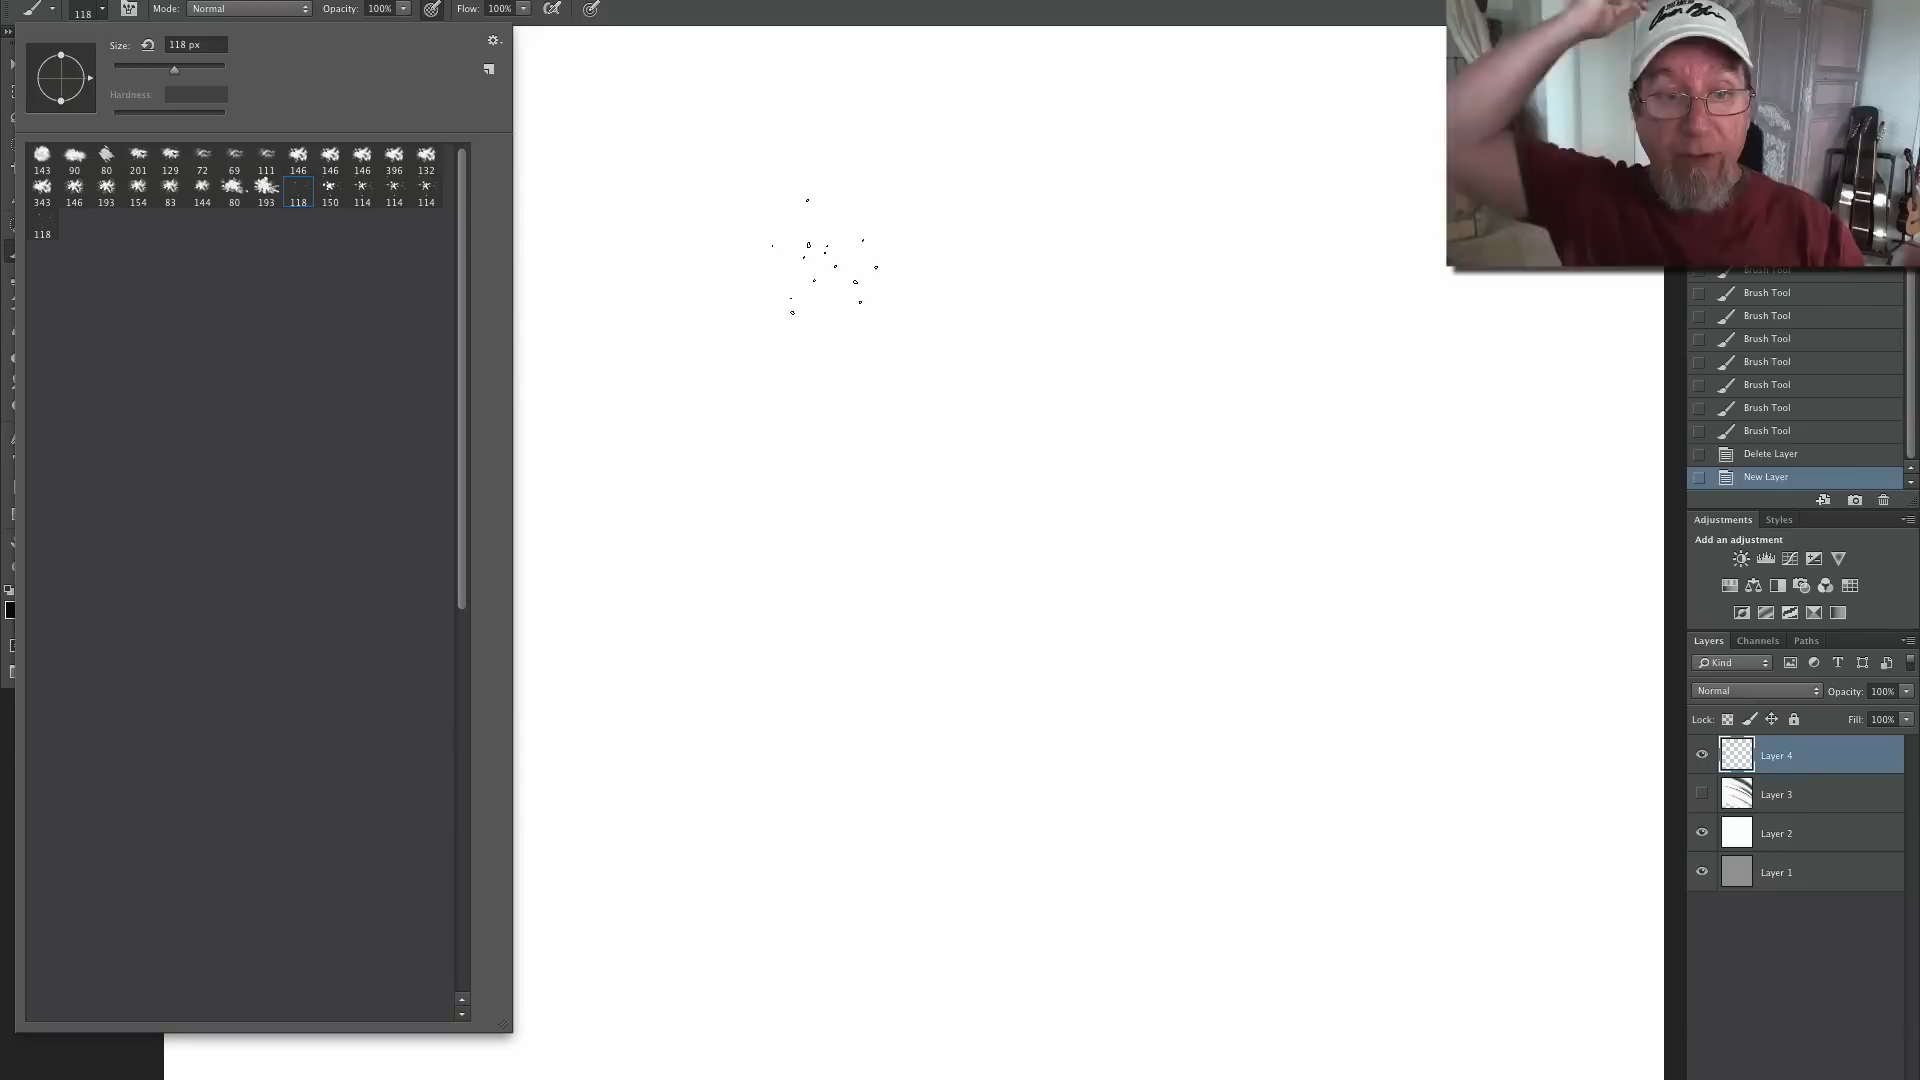 118 Mode: Normal Opacity: 100% Flow: 100%
Size: 118 px
Hardness:
143 90 80 201 129 72 69 111 146 146 146 396 132
343 146 193 154 83 144 80 193 118 150 114 114 114
118
Brush Tool
Brush Tool
Brush Tool
Brush Tool
Brush Tool
Brush Tool
Brush Tool
Brush Tool
Delete Layer
New Layer
Adjustments Styles
Add an adjustment
Layers Channels Paths
Kind
Normal Opacity: 100%
Lock: Fill: 100%
Layer 4
Layer 3
Layer 2
Layer 1